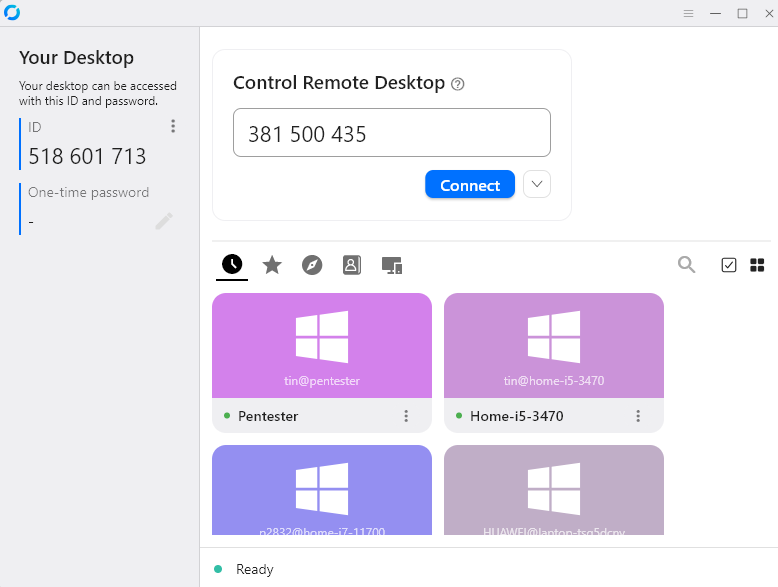 Your Desktop
Your desktop can be accessed
with this ID and password.
ID
518 601 713
One-time password
-
Control Remote Desktop
381 500 435
Connect
tin@pentester
Pentester
tin@home-i5-3470
Home-i5-3470
n2832@home-i7-11700
HUAWEI@laptop-tsg5dcnv
Ready